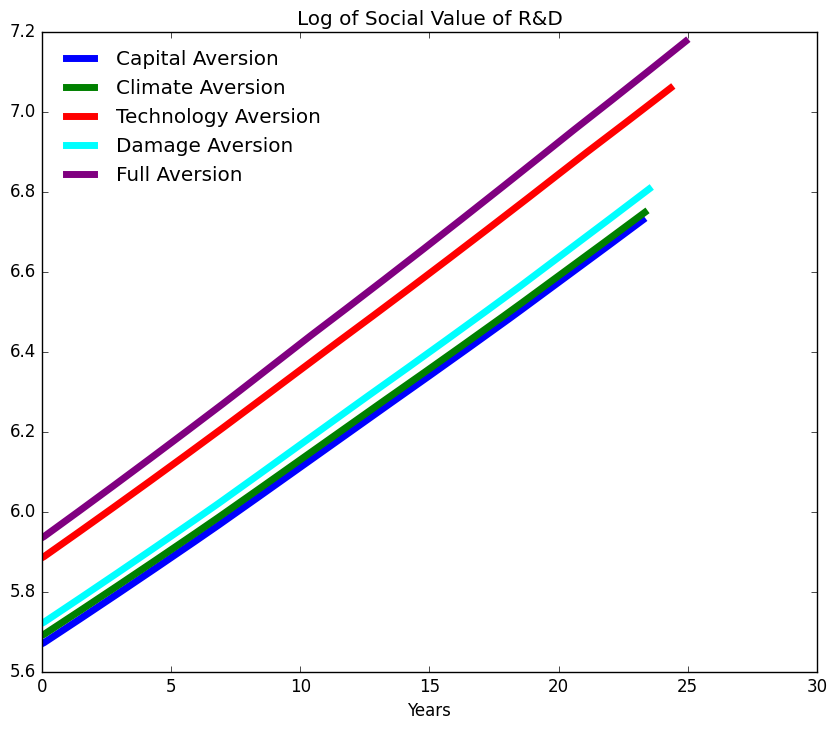 Log of Social Value of R&D
7.2
7.0
6.8
6.6
6.4
6.2
6.0
5.8
5.6
Capital Aversion
Climate Aversion
Technology Aversion
Damage Aversion
Full Aversion
0 5 10 15 20 25 30
Years